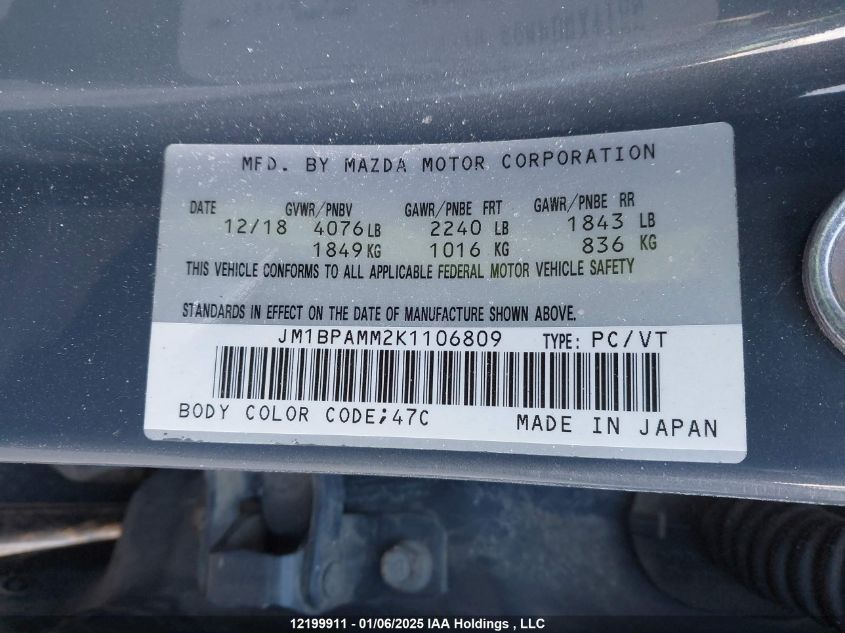 MFD. BY MAZDA MOTOR CORPORATION
DATE GVWR/PNBV GAWR/PNBE FRT GAWR/PNBE RR
12/18 4076LB 2240 LB 1843 LB
1849KG 1016 KG 836 KG
THIS VEHICLE CONFORMS TO ALL APPLICABLE FEDERAL MOTOR VEHICLE SAFETY
STANDARDS IN EFFECT ON THE DATE OF MANUFACTURE SHOWN ABOVE.
JM1BPAMM2K1106809 TYPE: PC/VT
BODY COLOR CODE;47C MADE IN JAPAN
12199911 - 01/06/2025 IAA Holdings , LLC